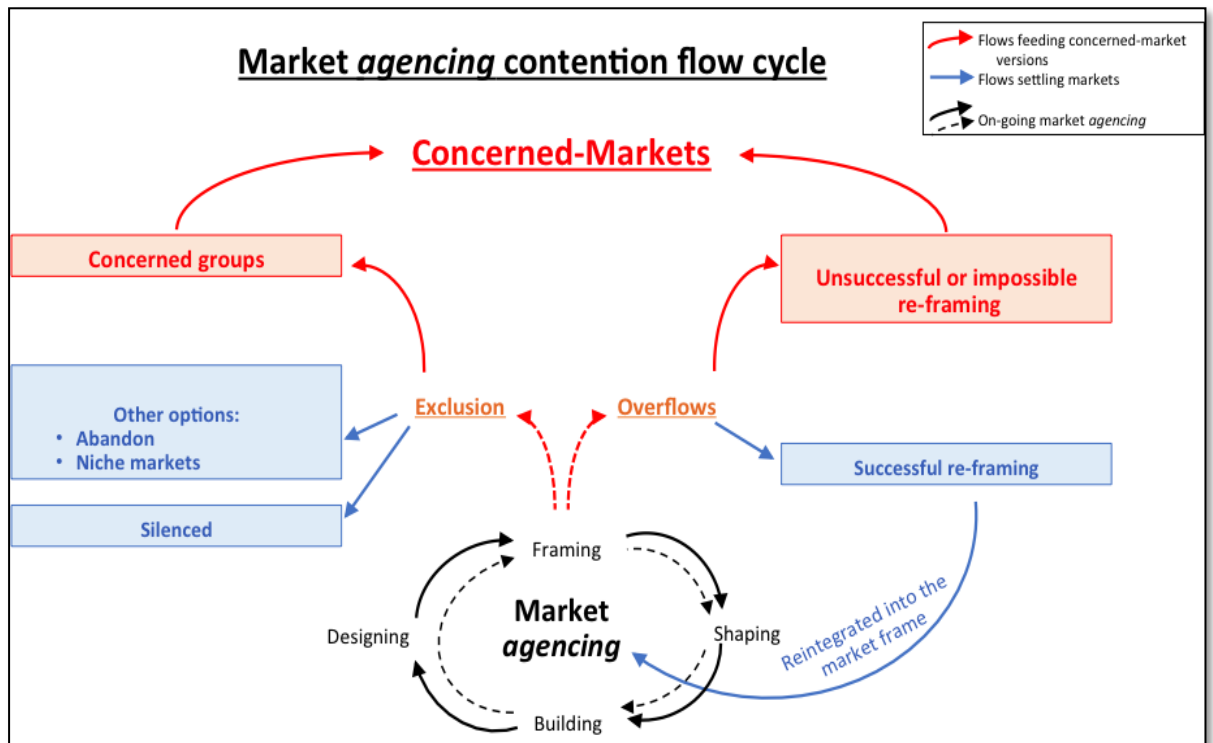 Market agencing contention flow cycle
Flows feeding concerned-market
versions
Flows settling markets
On-going market agencing
Concerned-Markets
Concerned groups
Unsuccessful or impossible
re-framing
Other options:
• Abandon
• Niche markets
Exclusion
Overflows
Successful re-framing
Silenced
Framing
Market
agencing
Designing
Shaping
Building
Reintegrated into the
market frame